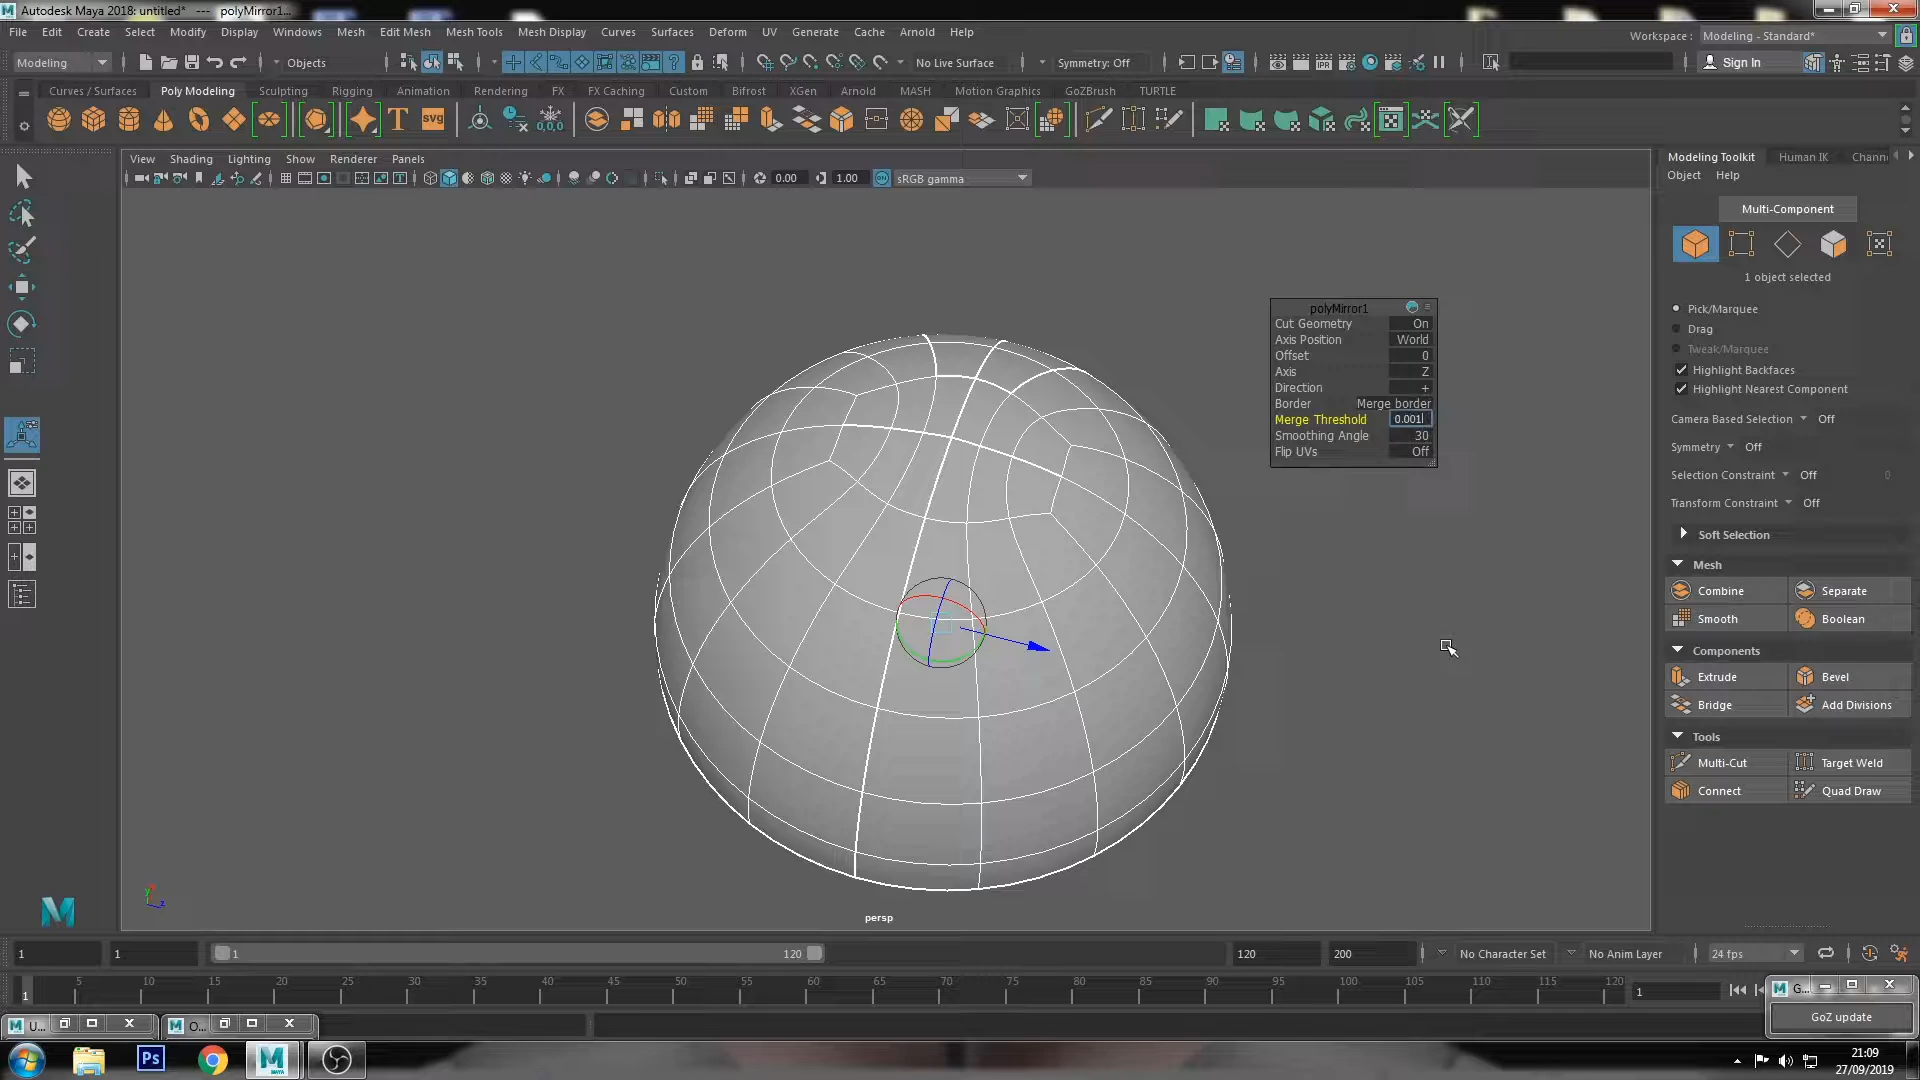 Autodesk Maya 2018: untitled* --- polyMirror1...
File Edit Create Select Modify Display Windows Mesh Edit Mesh Mesh Tools Mesh Display Curves Surfaces Deform UV Generate Cache Arnold Help
Workspace : Modeling - Standard*
Modeling Objects No Live Surface Symmetry: Off Sign In
Curves / Surfaces Poly Modeling Sculpting Rigging Animation Rendering FX FX Caching Custom Bifrost XGen Arnold MASH Motion Graphics GoZBrush TURTLE
T SVG 0,0,0
View Shading Lighting Show Renderer Panels
0.00 1.00 ON sRGB gamma
Modeling Toolkit Human IK Chann
Object Help
Multi-Component
1 object selected
Pick/Marquee
Drag
Tweak/Marquee
Highlight Backfaces
Highlight Nearest Component
Camera Based Selection Off
Symmetry Off
Selection Constraint Off 0
Transform Constraint Off
Soft Selection
Mesh
Combine Separate
Smooth Boolean
Components
Extrude Bevel
Bridge Add Divisions
Tools
Multi-Cut Target Weld
Connect Quad Draw
polyMirror1
Cut Geometry On
Axis Position World
Offset 0
Axis Z
Direction +
Border Merge border
Merge Threshold 0.001
Smoothing Angle 30
Flip UVs Off
persp
1 1 1 120 120 200 No Character Set No Anim Layer 24 fps
1 5 10 15 20 25 30 35 40 45 50 55 60 65 70 75 80 85 90 95 100 105 110 115 120 1
U... O... G...
GoZ update
Ps MAYA
21:09
27/09/2019